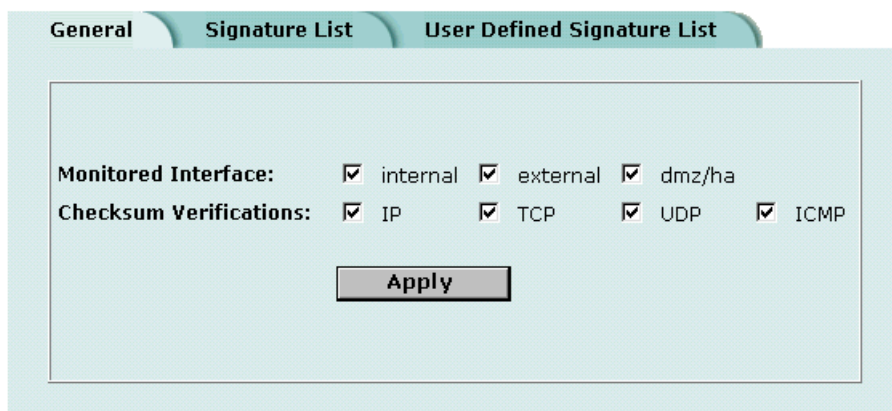 General Signature List User Defined Signature List
Monitored Interface: internal external dmz/ha
Checksum Verifications: IP TCP UDP ICMP
Apply